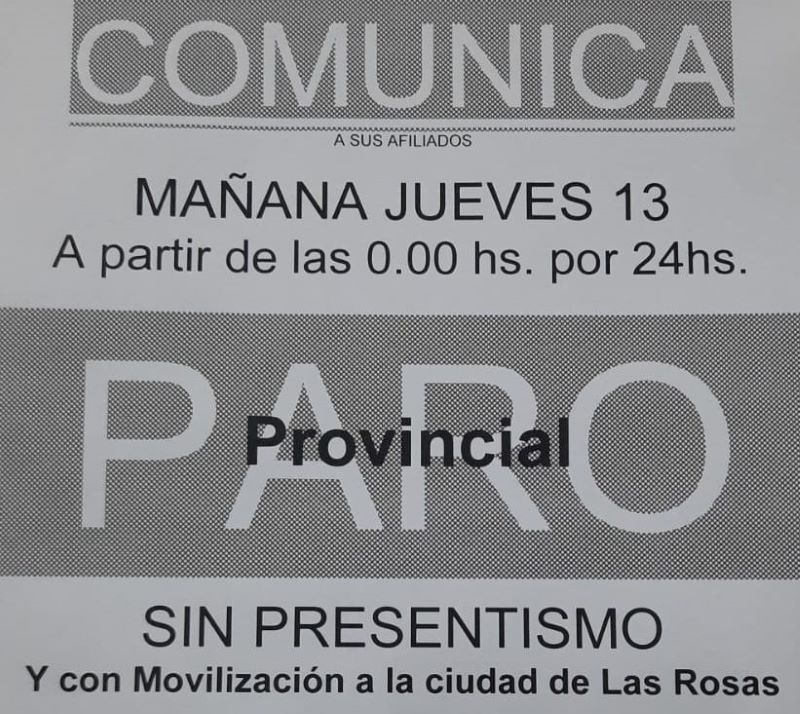 COMUNICA
A SUS AFILIADOS
MAÑANA JUEVES 13
A partir de las 0.00 hs. por 24hs.
PARO
Provincial
SIN PRESENTISMO
Y con Movilización a la ciudad de Las Rosas